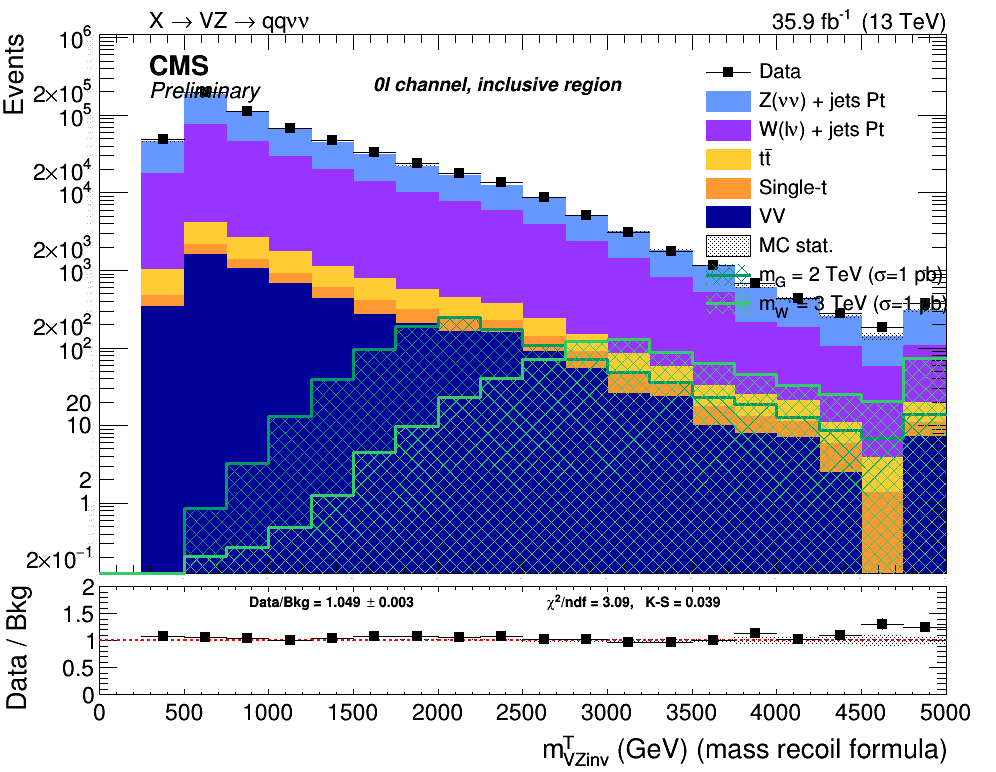 X → VZ → qqνν
35.9 fb⁻¹ (13 TeV)
Events
CMS
Preliminary
0l channel, inclusive region
Data
Z(νν) + jets Pt
W(lν) + jets Pt
tt̄
Single-t
VV
MC stat.
m_G = 2 TeV (σ=1 pb)
m_W = 3 TeV (σ=1 pb)
10⁶
2×10⁵
10⁵
2×10⁴
10⁴
2×10³
10³
2×10²
10²
20
10
2
1
2×10⁻¹
Data / Bkg
Data/Bkg = 1.049 ± 0.003
χ²/ndf = 3.09, K-S = 0.039
2
1.5
1
0.5
0
0 500 1000 1500 2000 2500 3000 3500 4000 4500 5000
m^T_VZinv (GeV) (mass recoil formula)